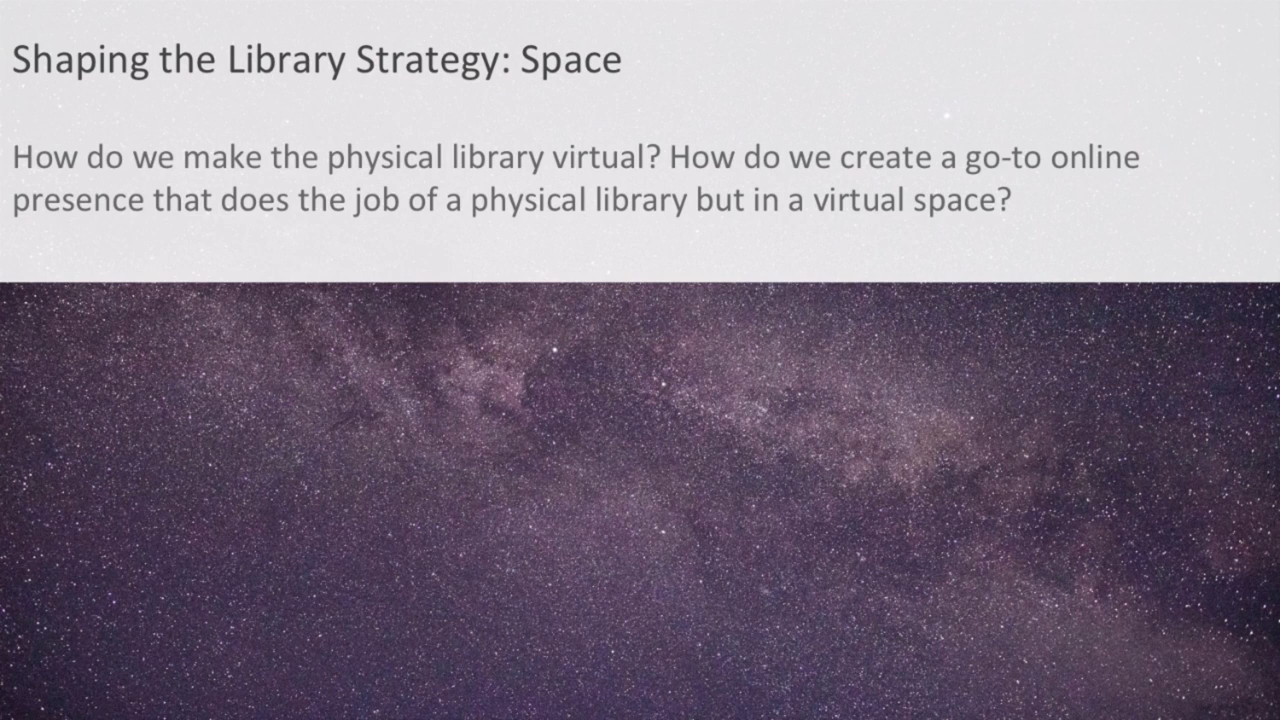 Shaping the Library Strategy: Space
How do we make the physical library virtual? How do we create a go-to online
presence that does the job of a physical library but in a virtual space?